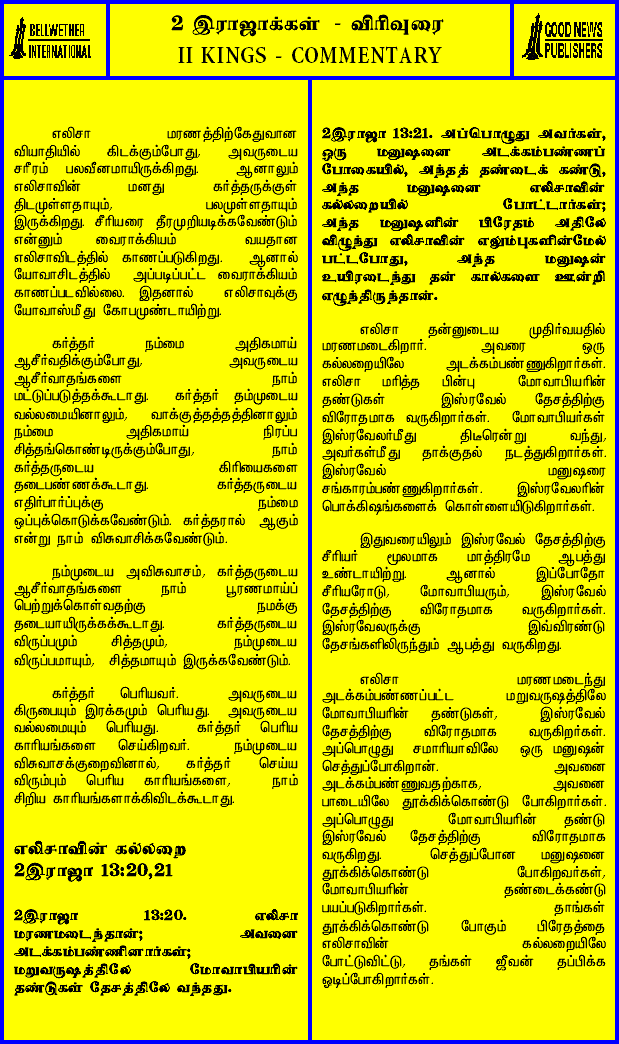 BELLWETHER
INTERNATIONAL
2 இராஜாக்கள் - விரிவுரை
II KINGS - COMMENTARY
GOOD NEWS
PUBLISHERS
எலிசா மரணத்திற்கேதுவான
வியாதியில் கிடக்கும்போது, அவருடைய
சரீரம் பலவீனமாயிருக்கிறது. ஆனாலும்
எலிசாவின் மனது கர்த்தருக்குள்
திடமுள்ளதாயும், பலமுள்ளதாயும்
இருக்கிறது. சீரியரை தீரமுறியடிக்கவேண்டும்
என்னும் வைராக்கியம் வயதான
எலிசாவிடத்தில் காணப்படுகிறது. ஆனால்
யோவாசிடத்தில் அப்படிப்பட்ட வைராக்கியம்
காணப்படவில்லை. இதனால் எலிசாவுக்கு
யோவாஸ்மீது கோபமுண்டாயிற்று.
கர்த்தர் நம்மை அதிகமாய்
ஆசீர்வதிக்கும்போது, அவருடைய
ஆசீர்வாதங்களை நாம்
மட்டுப்படுத்தக்கூடாது. கர்த்தர் தம்முடைய
வல்லமையினாலும், வாக்குத்தத்தத்தினாலும்
நம்மை அதிகமாய் நிரப்ப
சித்தங்கொண்டிருக்கும்போது, நாம்
கர்த்தருடைய கிரியைகளை
தடைபண்ணக்கூடாது. கர்த்தருடைய
எதிர்பார்ப்புக்கு நம்மை
ஒப்புக்கொடுக்கவேண்டும். கர்த்தரால் ஆகும்
என்று நாம் விசுவாசிக்கவேண்டும்.
நம்முடைய அவிசுவாசம், கர்த்தருடைய
ஆசீர்வாதங்களை நாம் பூரணமாய்ப்
பெற்றுக்கொள்வதற்கு நமக்கு
தடையாயிருக்கக்கூடாது. கர்த்தருடைய
விருப்பமும் சித்தமும், நம்முடைய
விருப்பமாயும், சித்தமாயும் இருக்கவேண்டும்.
கர்த்தர் பெரியவர். அவருடைய
கிருபையும் இரக்கமும் பெரியது. அவருடைய
வல்லமையும் பெரியது. கர்த்தர் பெரிய
காரியங்களை செய்கிறவர். நம்முடைய
விசுவாசக்குறைவினால், கர்த்தர் செய்ய
விரும்பும் பெரிய காரியங்களை, நாம்
சிறிய காரியங்களாக்கிவிடக்கூடாது.
எலிசாவின் கல்லறை
2இராஜா 13:20,21
2இராஜா 13:20. எலிசா
மரணமடைந்தான்; அவனை
அடக்கம்பண்ணினார்கள்;
மறுவருஷத்திலே மோவாபியரின்
தண்டுகள் தேசத்திலே வந்தது.
2இராஜா 13:21. அப்பொழுது அவர்கள்,
ஒரு மனுஷனை அடக்கம்பண்ணப்
போகையில், அந்தத் தண்டைக் கண்டு,
அந்த மனுஷனை எலிசாவின்
கல்லறையில் போட்டார்கள்;
அந்த மனுஷனின் பிரேதம் அதிலே
விழுந்து எலிசாவின் எலும்புகளின்மேல்
பட்டபோது, அந்த மனுஷன்
உயிரடைந்து தன் கால்களை ஊன்றி
எழுந்திருந்தான்.
எலிசா தன்னுடைய முதிர்வயதில்
மரணமடைகிறார். அவரை ஒரு
கல்லறையிலே அடக்கம்பண்ணுகிறார்கள்.
எலிசா மரித்த பின்பு மோவாபியரின்
தண்டுகள் இஸ்ரவேல் தேசத்திற்கு
விரோதமாக வருகிறார்கள். மோவாபியர்கள்
இஸ்ரவேலர்மீது திடீரென்று வந்து,
அவர்கள்மீது தாக்குதல் நடத்துகிறார்கள்.
இஸ்ரவேல் மனுஷரை
சங்காரம்பண்ணுகிறார்கள். இஸ்ரவேலரின்
பொக்கிஷங்களைக் கொள்ளையிடுகிறார்கள்.
இதுவரையிலும் இஸ்ரவேல் தேசத்திற்கு
சீரியர் மூலமாக மாத்திரமே ஆபத்து
உண்டாயிற்று. ஆனால் இப்போதோ
சீரியரோடு, மோவாபியரும், இஸ்ரவேல்
தேசத்திற்கு விரோதமாக வருகிறார்கள்.
இஸ்ரவேலருக்கு இவ்விரண்டு
தேசங்களிலிருந்தும் ஆபத்து வருகிறது.
எலிசா மரணமடைந்து
அடக்கம்பண்ணப்பட்ட மறுவருஷத்திலே
மோவாபியரின் தண்டுகள், இஸ்ரவேல்
தேசத்திற்கு விரோதமாக வருகிறார்கள்.
அப்பொழுது சமாரியாவிலே ஒரு மனுஷன்
செத்துப்போகிறான். அவனை
அடக்கம்பண்ணுவதற்காக, அவனை
பாடையிலே தூக்கிக்கொண்டு போகிறார்கள்.
அப்பொழுது மோவாபியரின் தண்டு
இஸ்ரவேல் தேசத்திற்கு விரோதமாக
வருகிறது. செத்துப்போன மனுஷனை
தூக்கிக்கொண்டு போகிறவர்கள்,
மோவாபியரின் தண்டைக்கண்டு
பயப்படுகிறார்கள். தாங்கள்
தூக்கிக்கொண்டு போகும் பிரேதத்தை
எலிசாவின் கல்லறையிலே
போட்டுவிட்டு, தங்கள் ஜீவன் தப்பிக்க
ஓடிப்போகிறார்கள்.